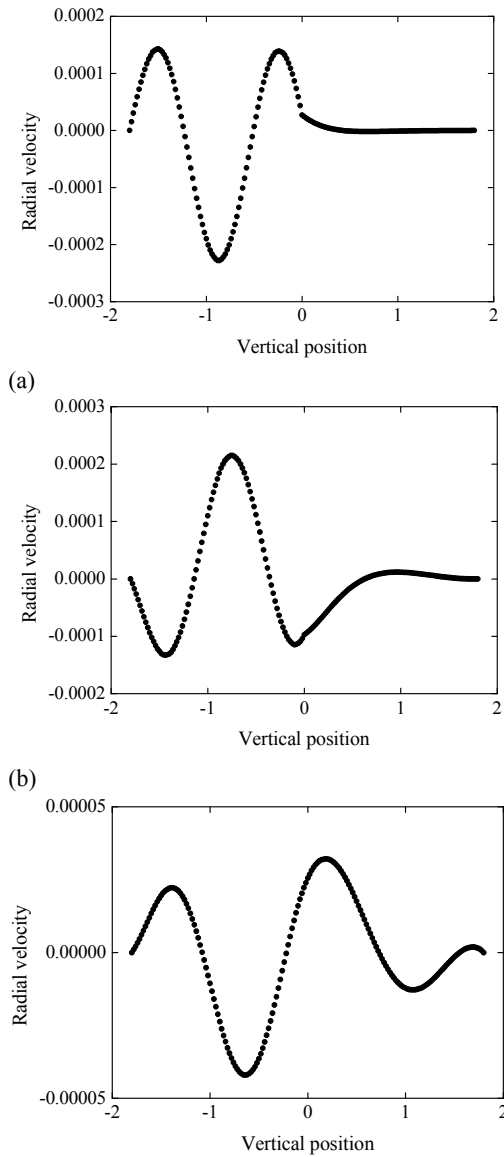 0.0002
0.0001
0.0000
-0.0001
-0.0002
-0.0003
Radial velocity
-2 -1 0 1 2
Vertical position
(a)
0.0003
0.0002
0.0001
0.0000
-0.0001
-0.0002
Radial velocity
-2 -1 0 1 2
Vertical position
(b)
0.00005
0.00000
-0.00005
Radial velocity
-2 -1 0 1 2
Vertical position